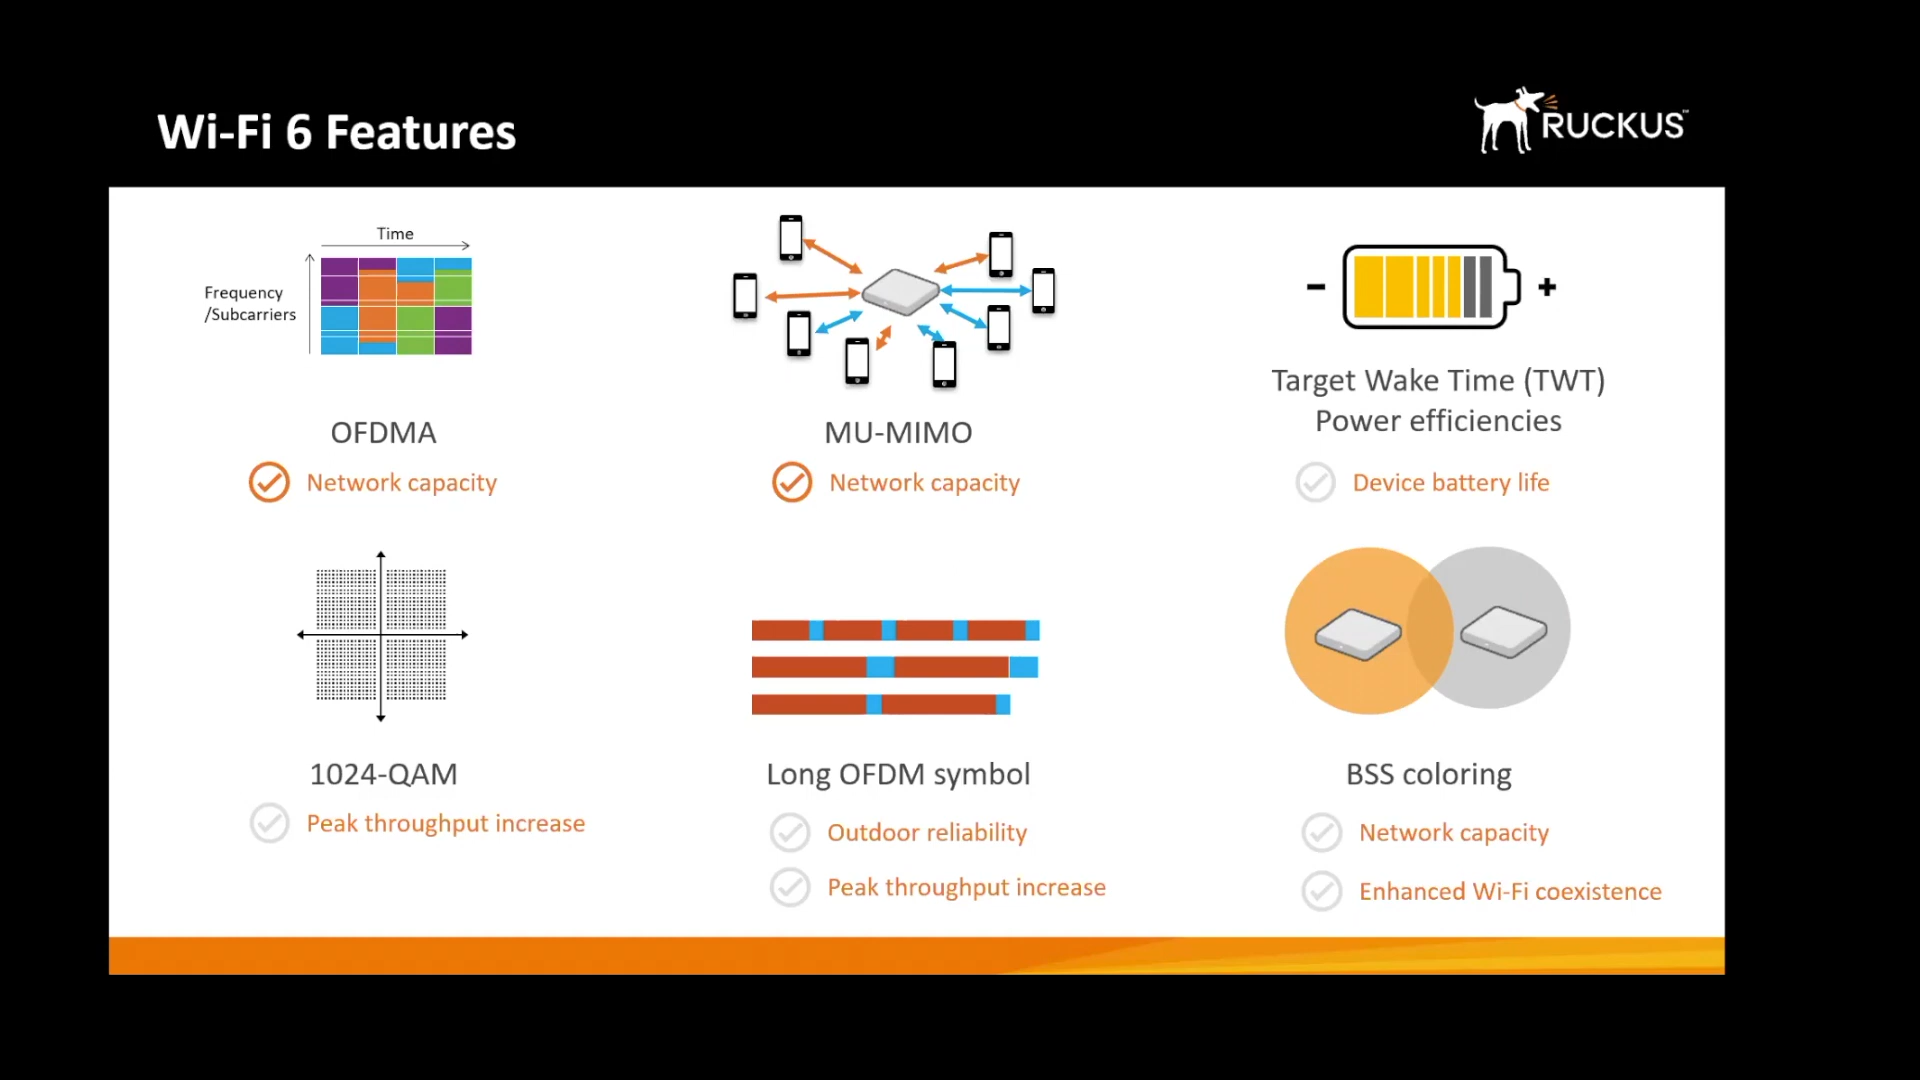 Wi-Fi 6 Features
RUCKUS™
Time
Frequency
/Subcarriers
OFDMA
Network capacity
MU-MIMO
Network capacity
- +
Target Wake Time (TWT)
Power efficiencies
Device battery life
1024-QAM
Peak throughput increase
Long OFDM symbol
Outdoor reliability
Peak throughput increase
BSS coloring
Network capacity
Enhanced Wi-Fi coexistence